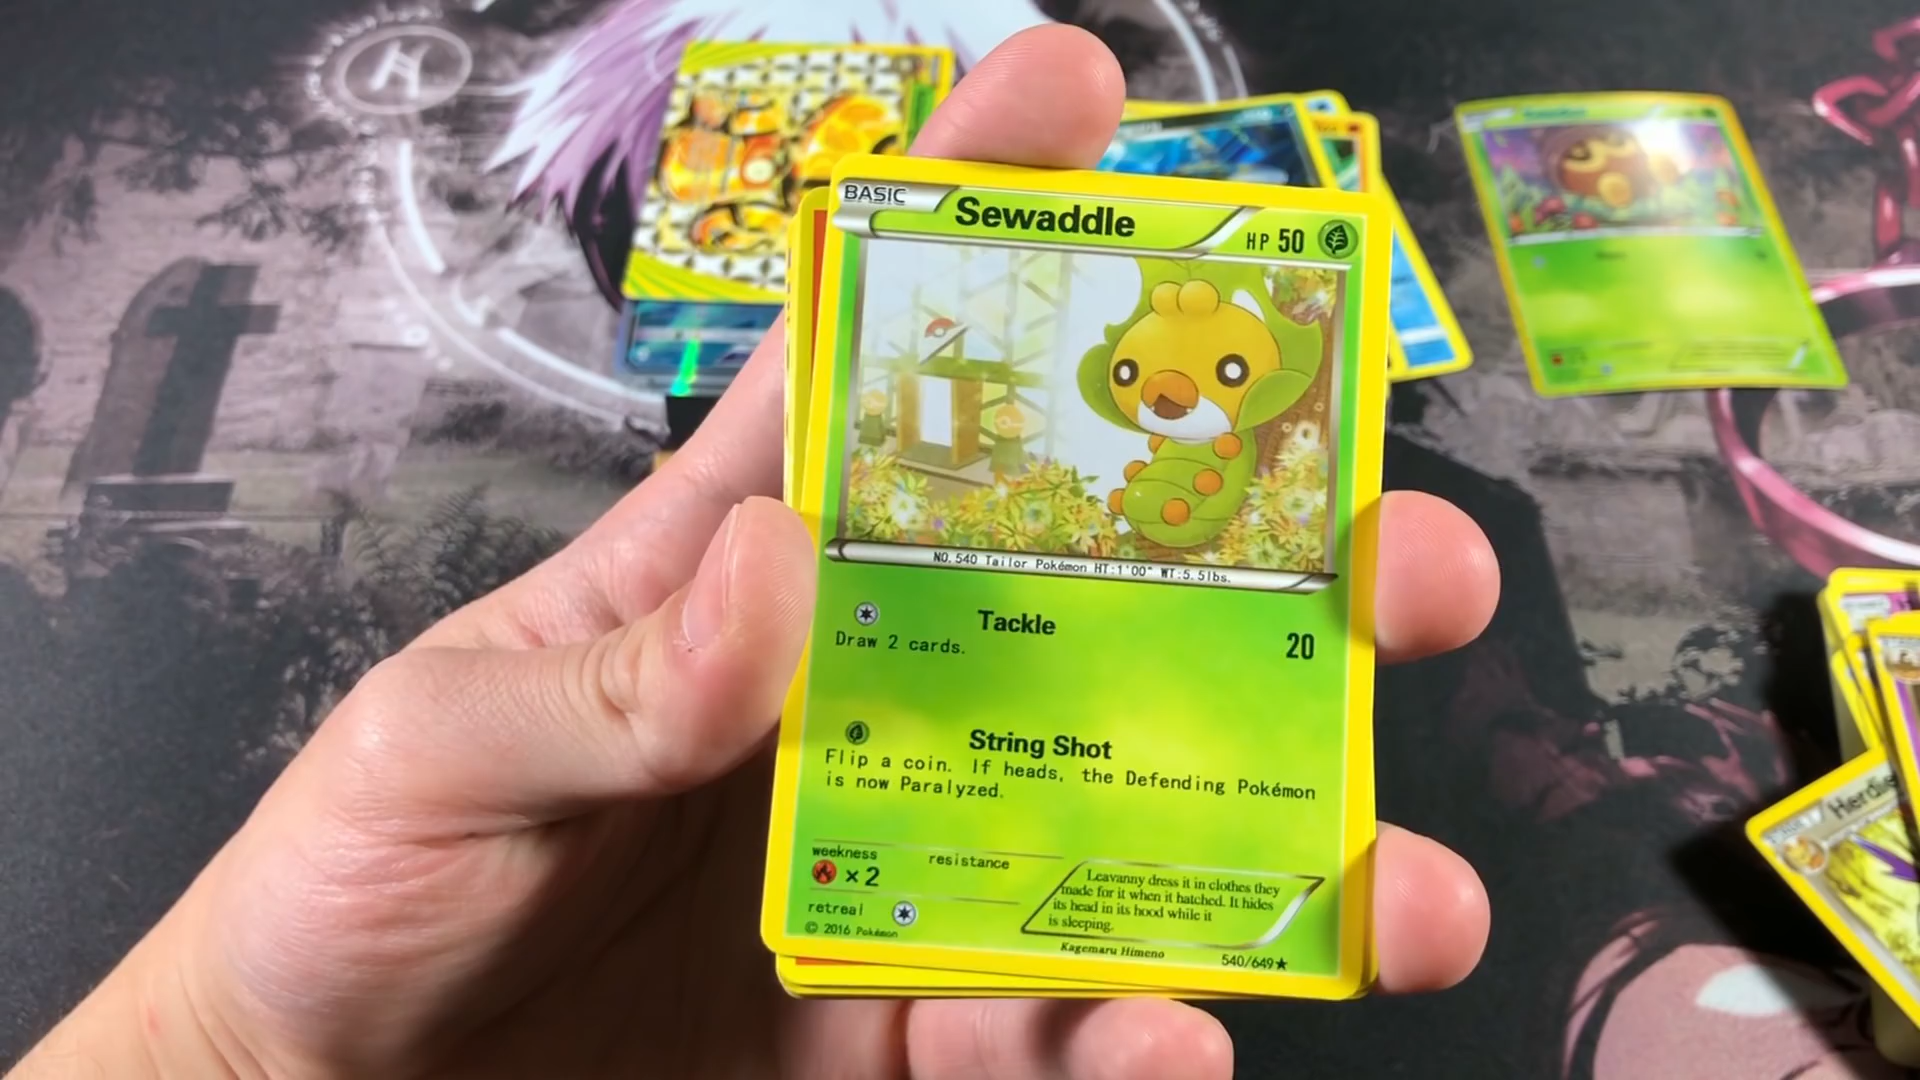 BASIC
Sewaddle
HP 50
NO.540 Tailor Pokémon HT:1'00" WT:5.5lbs.
Tackle
20
Draw 2 cards.
String Shot
Flip a coin. If heads, the Defending Pokémon
is now Paralyzed.
weekness
resistance
× 2
retreal
© 2016 Pokémon
Leavanny dress it in clothes they
made for it when it hatched. It hides
its head in its hood while it
is sleeping.
Kagemaru Himeno
540/649★